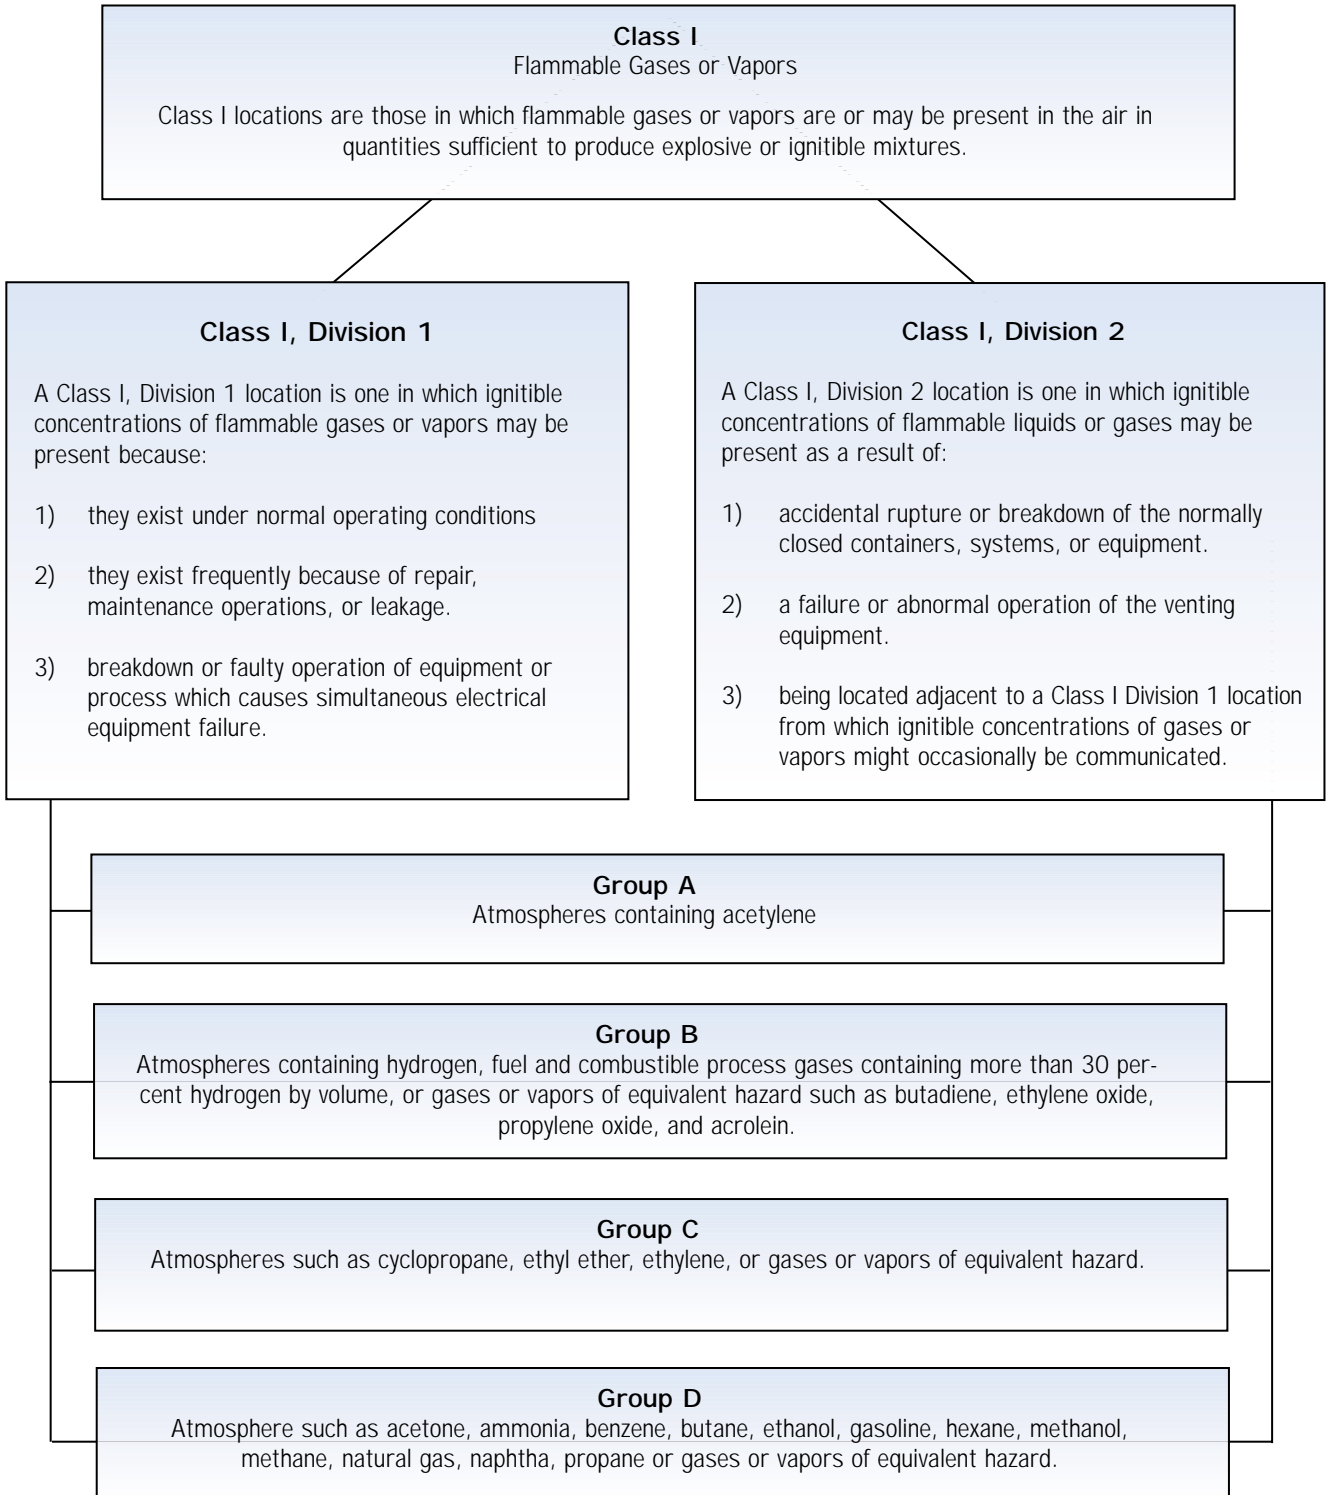 Class I
Flammable Gases or Vapors
Class I locations are those in which flammable gases or vapors are or may be present in the air in
quantities sufficient to produce explosive or ignitible mixtures.
Class I, Division 1
A Class I, Division 1 location is one in which ignitible
concentrations of flammable gases or vapors may be
present because:
1) they exist under normal operating conditions
2) they exist frequently because of repair,
maintenance operations, or leakage.
3) breakdown or faulty operation of equipment or
process which causes simultaneous electrical
equipment failure.
Class I, Division 2
A Class I, Division 2 location is one in which ignitible
concentrations of flammable liquids or gases may be
present as a result of:
1) accidental rupture or breakdown of the normally
closed containers, systems, or equipment.
2) a failure or abnormal operation of the venting
equipment.
3) being located adjacent to a Class I Division 1 location
from which ignitible concentrations of gases or
vapors might occasionally be communicated.
Group A
Atmospheres containing acetylene
Group B
Atmospheres containing hydrogen, fuel and combustible process gases containing more than 30 per-
cent hydrogen by volume, or gases or vapors of equivalent hazard such as butadiene, ethylene oxide,
propylene oxide, and acrolein.
Group C
Atmospheres such as cyclopropane, ethyl ether, ethylene, or gases or vapors of equivalent hazard.
Group D
Atmosphere such as acetone, ammonia, benzene, butane, ethanol, gasoline, hexane, methanol,
methane, natural gas, naphtha, propane or gases or vapors of equivalent hazard.